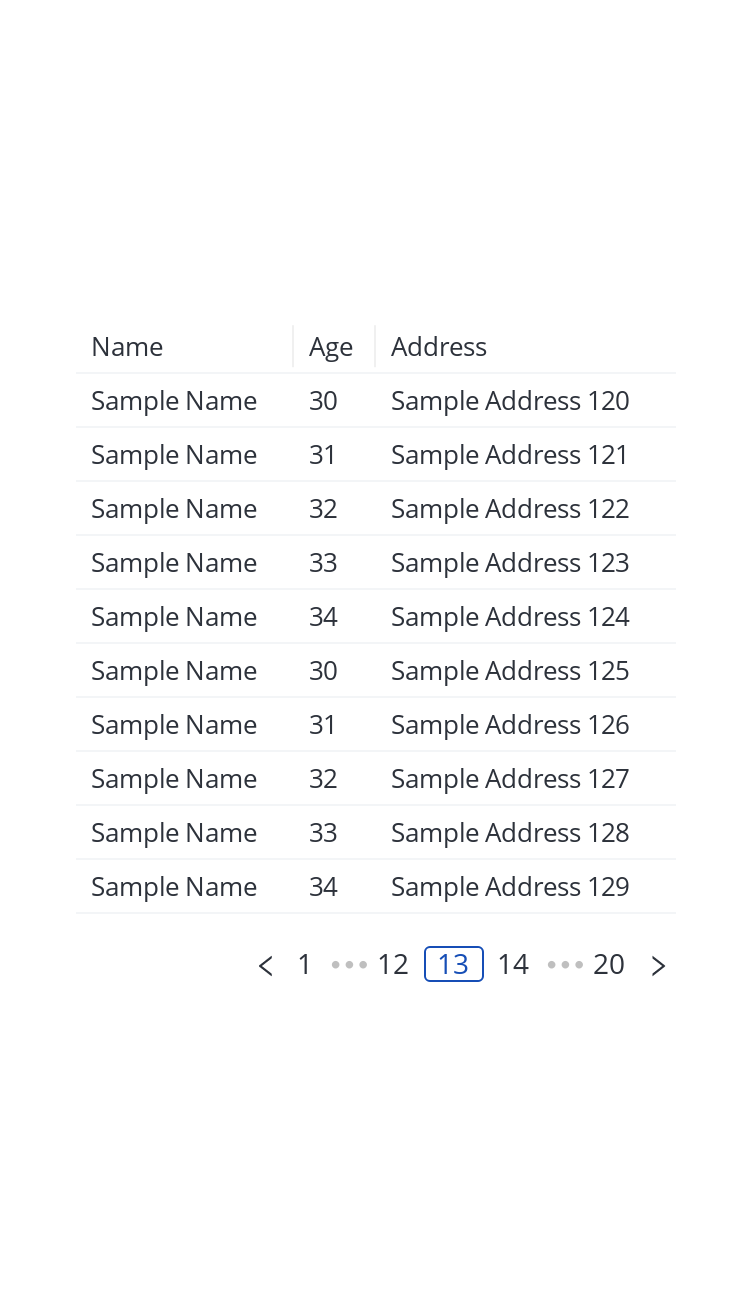 Name Age Address
Sample Name 30 Sample Address 120
Sample Name 31 Sample Address 121
Sample Name 32 Sample Address 122
Sample Name 33 Sample Address 123
Sample Name 34 Sample Address 124
Sample Name 30 Sample Address 125
Sample Name 31 Sample Address 126
Sample Name 32 Sample Address 127
Sample Name 33 Sample Address 128
Sample Name 34 Sample Address 129
< 1 ••• 12 13 14 ••• 20 >